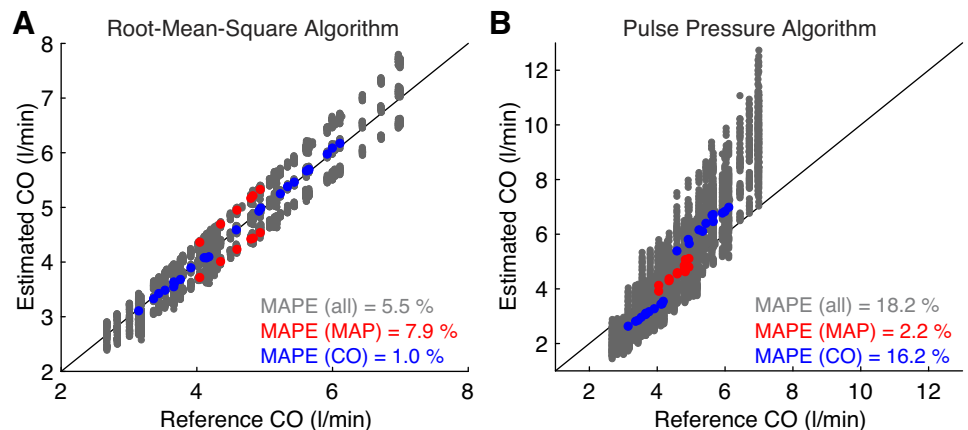 A
Root-Mean-Square Algorithm
8
7
6
5
4
3
2
Estimated CO (l/min)
MAPE (all) = 5.5 %
MAPE (MAP) = 7.9 %
MAPE (CO) = 1.0 %
2 4 6 8
Reference CO (l/min)
B
Pulse Pressure Algorithm
12
10
8
6
4
2
Estimated CO (l/min)
MAPE (all) = 18.2 %
MAPE (MAP) = 2.2 %
MAPE (CO) = 16.2 %
2 4 6 8 10 12
Reference CO (l/min)